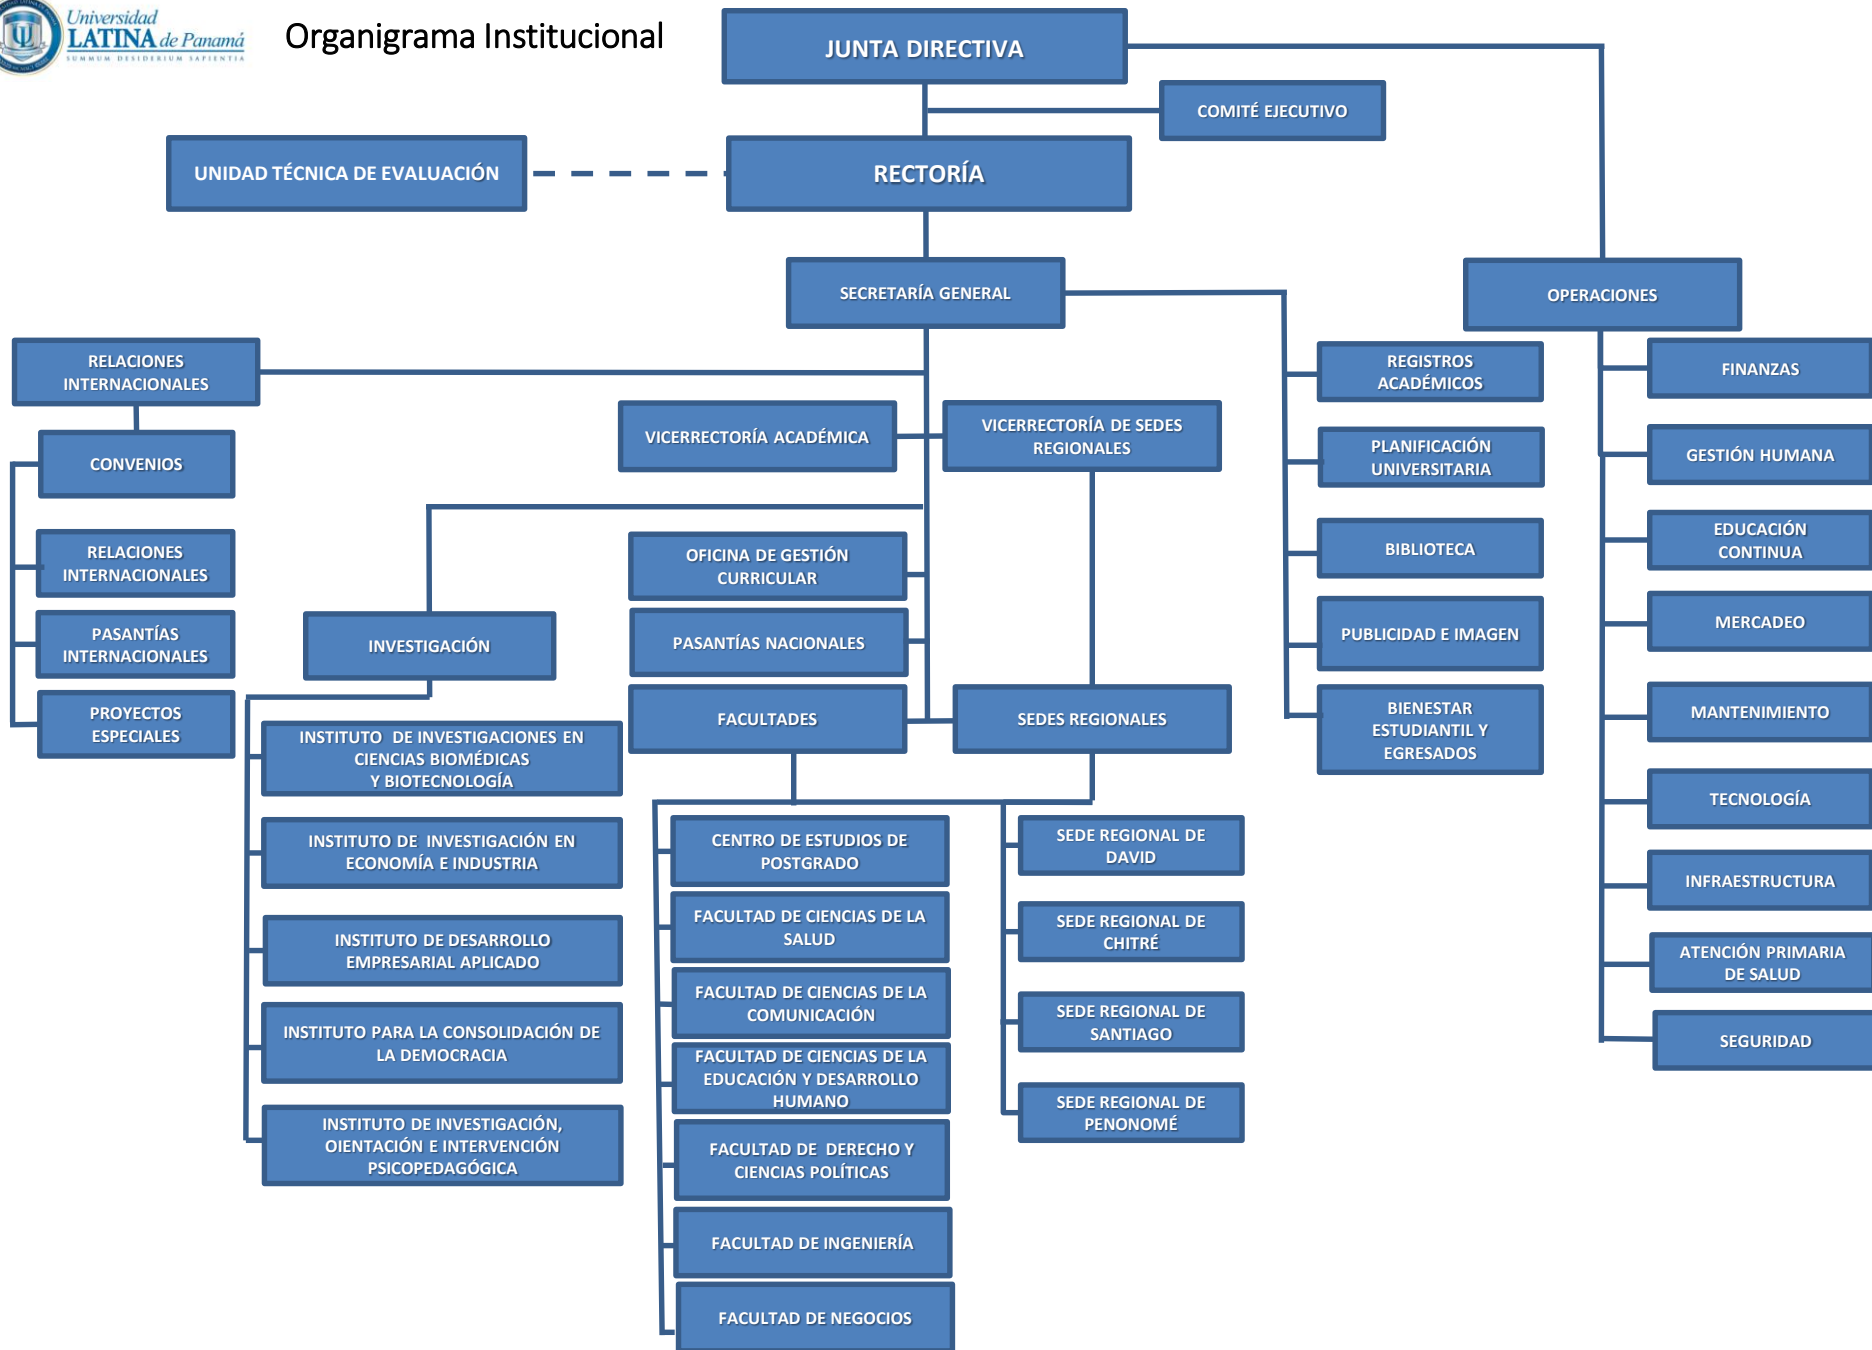 Universidad
LATINA de Panamá
SUMMUM DESIDERIUM SAPIENTIA
Organigrama Institucional
JUNTA DIRECTIVA
COMITÉ EJECUTIVO
UNIDAD TÉCNICA DE EVALUACIÓN
RECTORÍA
SECRETARÍA GENERAL
OPERACIONES
RELACIONES
INTERNACIONALES
CONVENIOS
RELACIONES
INTERNACIONALES
PASANTÍAS
INTERNACIONALES
PROYECTOS
ESPECIALES
VICERRECTORÍA ACADÉMICA
VICERRECTORÍA DE SEDES
REGIONALES
INVESTIGACIÓN
INSTITUTO DE INVESTIGACIONES EN
CIENCIAS BIOMÉDICAS
Y BIOTECNOLOGÍA
INSTITUTO DE INVESTIGACIÓN EN
ECONOMÍA E INDUSTRIA
INSTITUTO DE DESARROLLO
EMPRESARIAL APLICADO
INSTITUTO PARA LA CONSOLIDACIÓN DE
LA DEMOCRACIA
INSTITUTO DE INVESTIGACIÓN,
OIENTACIÓN E INTERVENCIÓN
PSICOPEDAGÓGICA
OFICINA DE GESTIÓN
CURRICULAR
PASANTÍAS NACIONALES
FACULTADES
SEDES REGIONALES
CENTRO DE ESTUDIOS DE
POSTGRADO
FACULTAD DE CIENCIAS DE LA
SALUD
FACULTAD DE CIENCIAS DE LA
COMUNICACIÓN
FACULTAD DE CIENCIAS DE LA
EDUCACIÓN Y DESARROLLO
HUMANO
FACULTAD DE DERECHO Y
CIENCIAS POLÍTICAS
FACULTAD DE INGENIERÍA
FACULTAD DE NEGOCIOS
SEDE REGIONAL DE
DAVID
SEDE REGIONAL DE
CHITRÉ
SEDE REGIONAL DE
SANTIAGO
SEDE REGIONAL DE
PENONOMÉ
REGISTROS
ACADÉMICOS
PLANIFICACIÓN
UNIVERSITARIA
BIBLIOTECA
PUBLICIDAD E IMAGEN
BIENESTAR
ESTUDIANTIL Y
EGRESADOS
FINANZAS
GESTIÓN HUMANA
EDUCACIÓN
CONTINUA
MERCADEO
MANTENIMIENTO
TECNOLOGÍA
INFRAESTRUCTURA
ATENCIÓN PRIMARIA
DE SALUD
SEGURIDAD